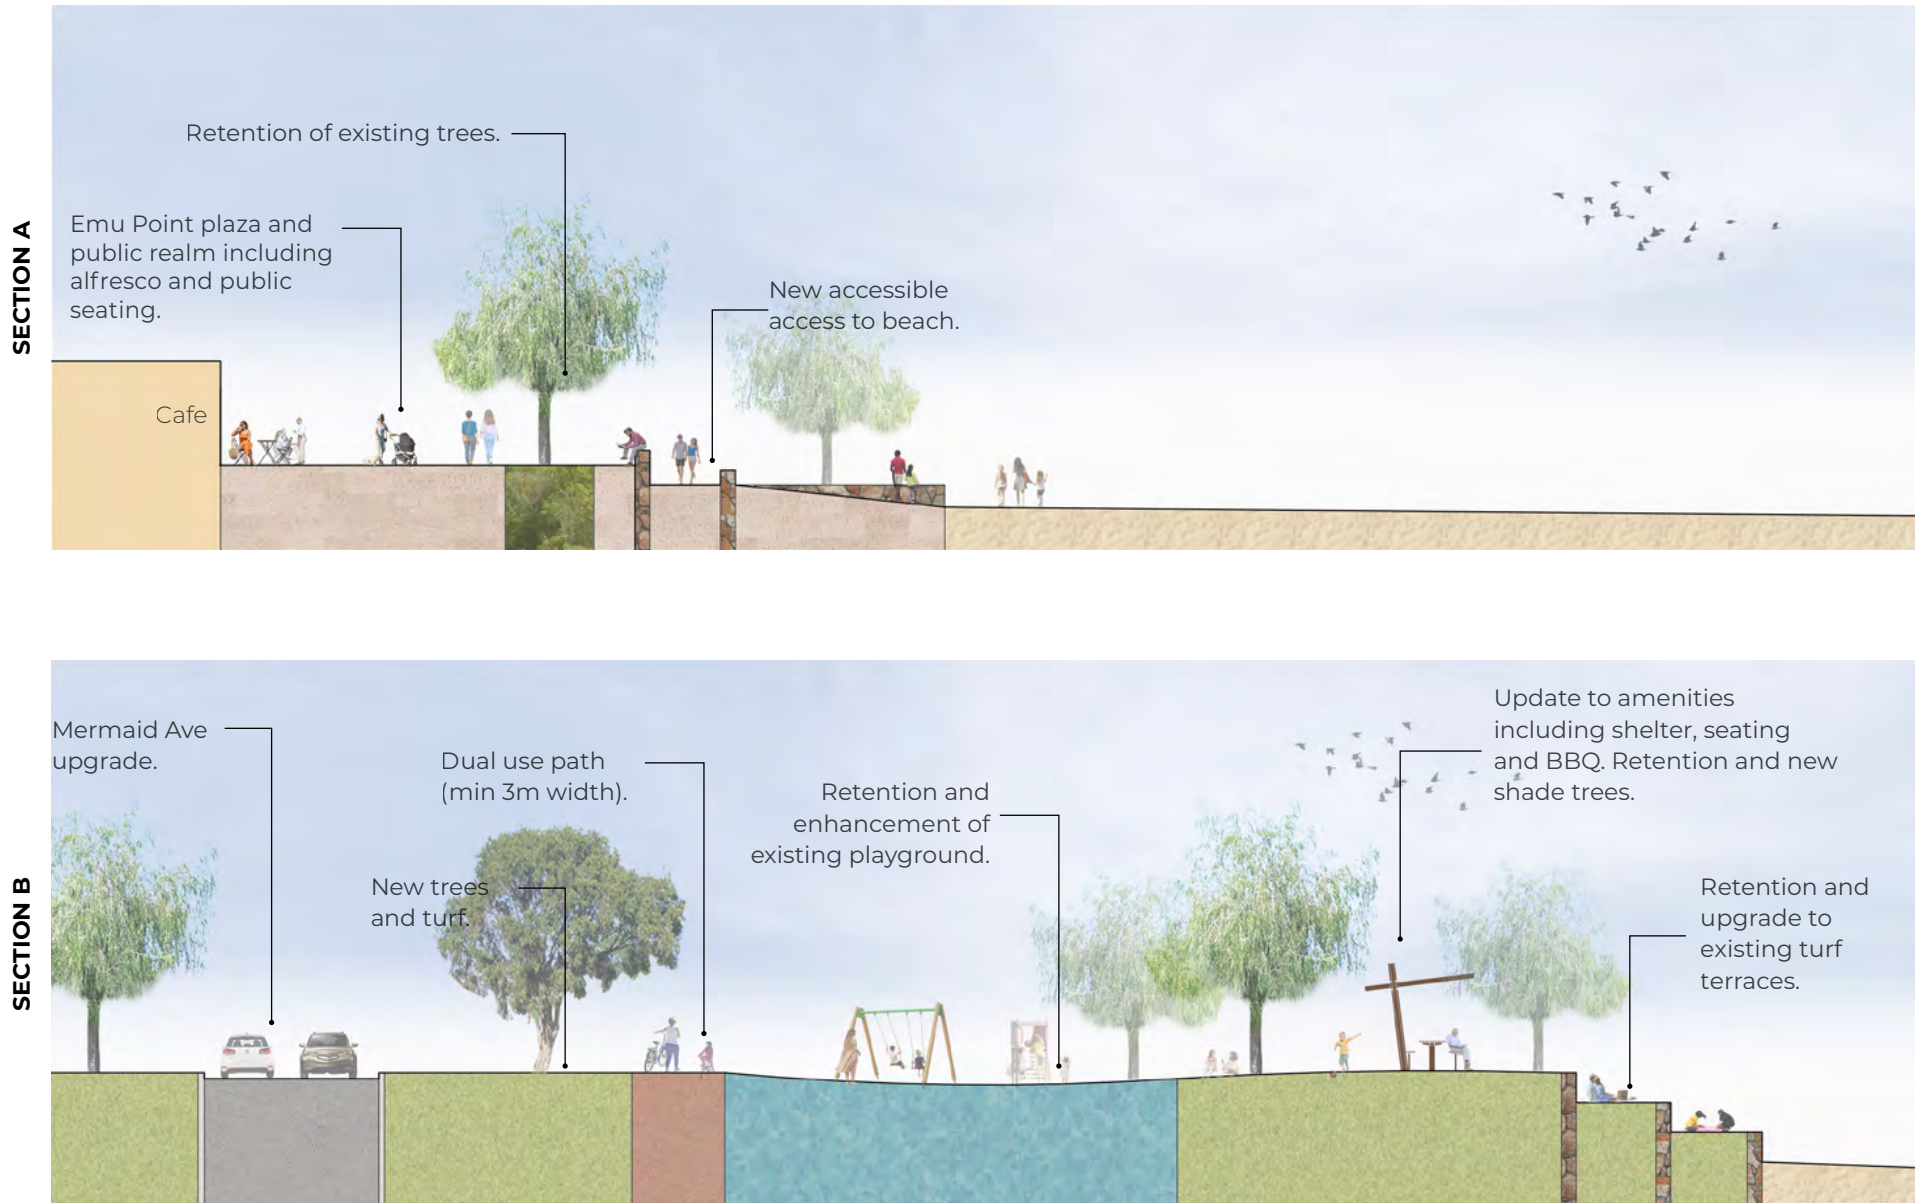 SECTION A
Retention of existing trees.
Emu Point plaza and
public realm including
alfresco and public
seating.
New accessible
access to beach.
Cafe
SECTION B
Mermaid Ave
upgrade.
Dual use path
(min 3m width).
New trees
and turf.
Retention and
enhancement of
existing playground.
Update to amenities
including shelter, seating
and BBQ. Retention and new
shade trees.
Retention and
upgrade to
existing turf
terraces.